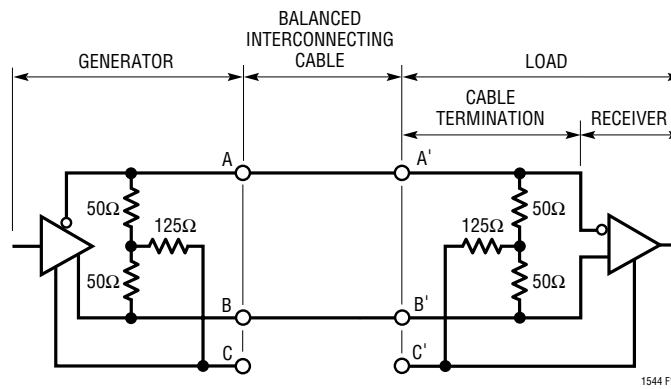 BALANCED
INTERCONNECTING
CABLE
GENERATOR
LOAD
CABLE
TERMINATION
RECEIVER
A
A'
50Ω
125Ω
50Ω
125Ω
50Ω
50Ω
B
B'
C
C'
1544 F